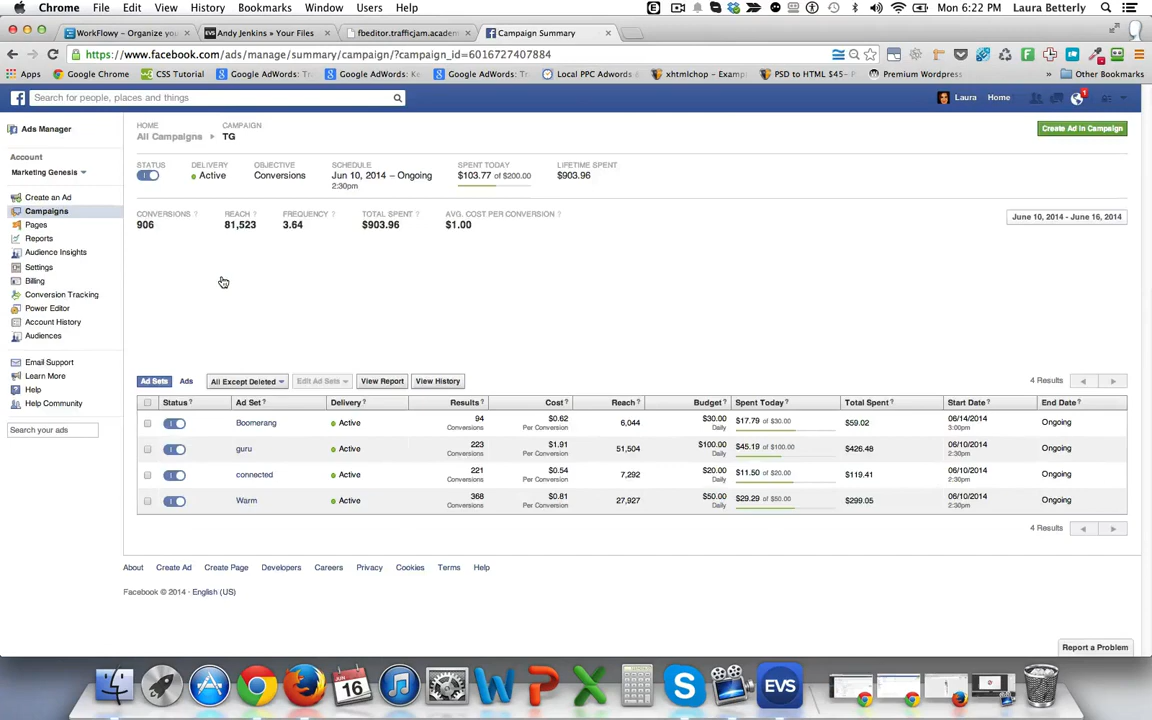 Chrome File Edit View History Bookmarks Window Users Help Mon 6:22 PM Laura Betterly
WorkFlowy - Organize you
EVS Andy Jenkins » Your Files
fbeditor.trafficjam.academ
Campaign Summary
https://www.facebook.com/ads/manage/summary/campaign/?campaign_id=6016727407884
Apps Google Chrome CSS Tutorial Google AdWords: Google AdWords: Google AdWords: Local PPC Adwords xhtmlchop - Examp PSD to HTML $45- Premium Wordpress » Other Bookmarks
Search for people, places and things
Laura Home 1
Ads Manager
Account
Marketing Genesis
Create an Ad
Campaigns
Pages
Reports
Audience Insights
Settings
Billing
Conversion Tracking
Power Editor
Account History
Audiences
Email Support
Learn More
Help
Help Community
Search your ads
HOME CAMPAIGN
All Campaigns TG
Create Ad in Campaign
STATUS DELIVERY OBJECTIVE SCHEDULE SPENT TODAY LIFETIME SPENT
Active Conversions Jun 10, 2014 – Ongoing $103.77 of $200.00 $903.96
2:30pm
CONVERSIONS ? REACH ? FREQUENCY ? TOTAL SPENT ? AVG. COST PER CONVERSION ?
906 81,523 3.64 $903.96 $1.00
June 10, 2014 - June 16, 2014
Ad Sets Ads All Except Deleted Edit Ad Sets View Report View History 4 Results
Status? Ad Set? Delivery? Results? Cost? Reach? Budget? Spent Today? Total Spent? Start Date? End Date?
Boomerang Active 94 $0.62 6,044 $30.00 $17.79 of $30.00 $59.02 06/14/2014 Ongoing
Conversions Per Conversion Daily 3:00pm
guru Active 223 $1.91 51,504 $100.00 $45.19 of $100.00 $426.48 06/10/2014 Ongoing
Conversions Per Conversion Daily 2:30pm
connected Active 221 $0.54 7,292 $20.00 $11.50 of $20.00 $119.41 06/10/2014 Ongoing
Conversions Per Conversion Daily 2:30pm
Warm Active 368 $0.81 27,927 $50.00 $29.29 of $50.00 $299.05 06/10/2014 Ongoing
Conversions Per Conversion Daily 2:30pm
4 Results
About Create Ad Create Page Developers Careers Privacy Cookies Terms Help
Facebook © 2014 · English (US)
Report a Problem
JUN
16
EVS